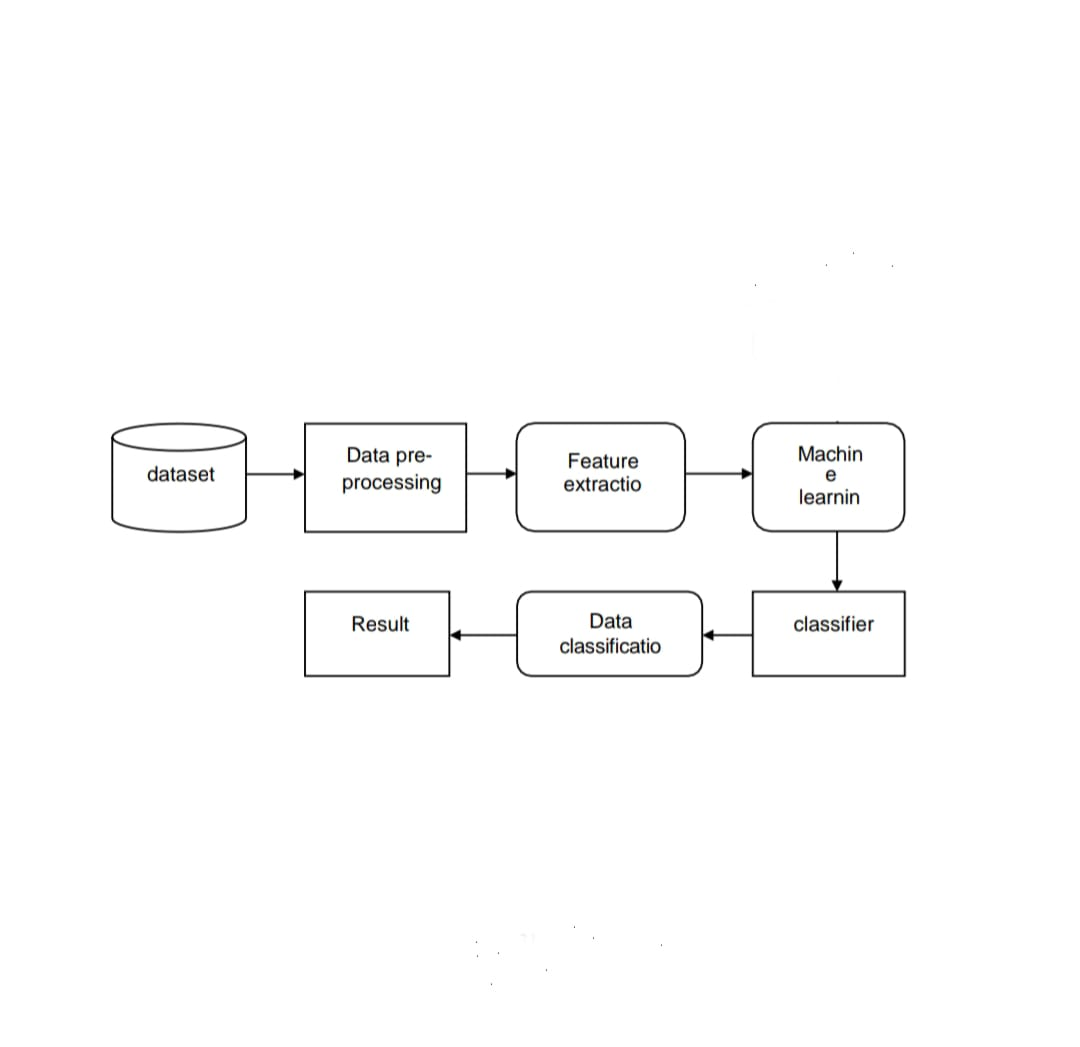 dataset
Data pre-
processing
Feature
extractio
Machin
e
learnin
classifier
Data
classificatio
Result